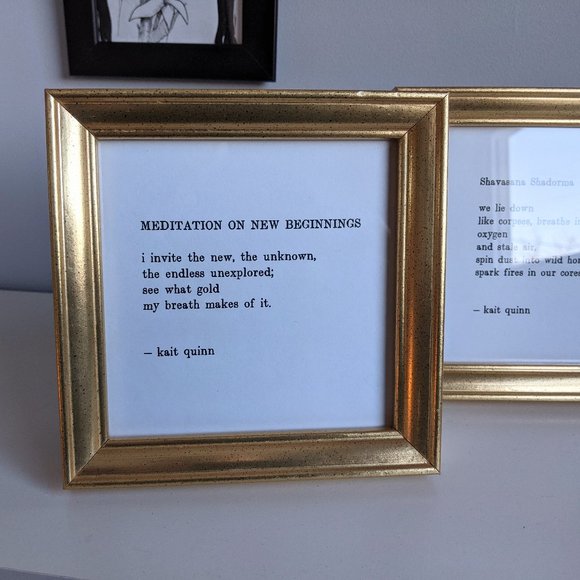 MEDITATION ON NEW BEGINNINGS
i invite the new, the unknown,
the endless unexplored;
see what gold
my breath makes of it.
— kait quinn
Shavasana Shadorma
we lie down
like corpses, breathe
oxygen
and stale air,
spin dust into wild
spark fires in our cores
— kait quinn